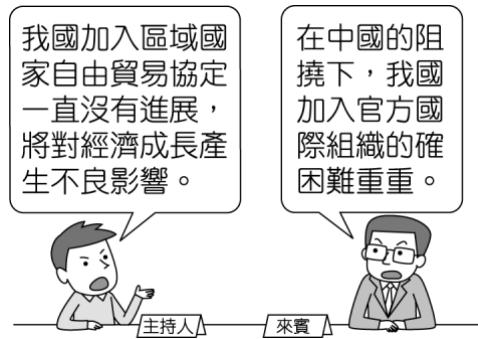 我國加入區域國
家自由貿易協定
一直沒有進展，
將對經濟成長產
生不良影響。
在中國的阻
撓下，我國
加入官方國
際組織的確
困難重重。
主持人
來賓